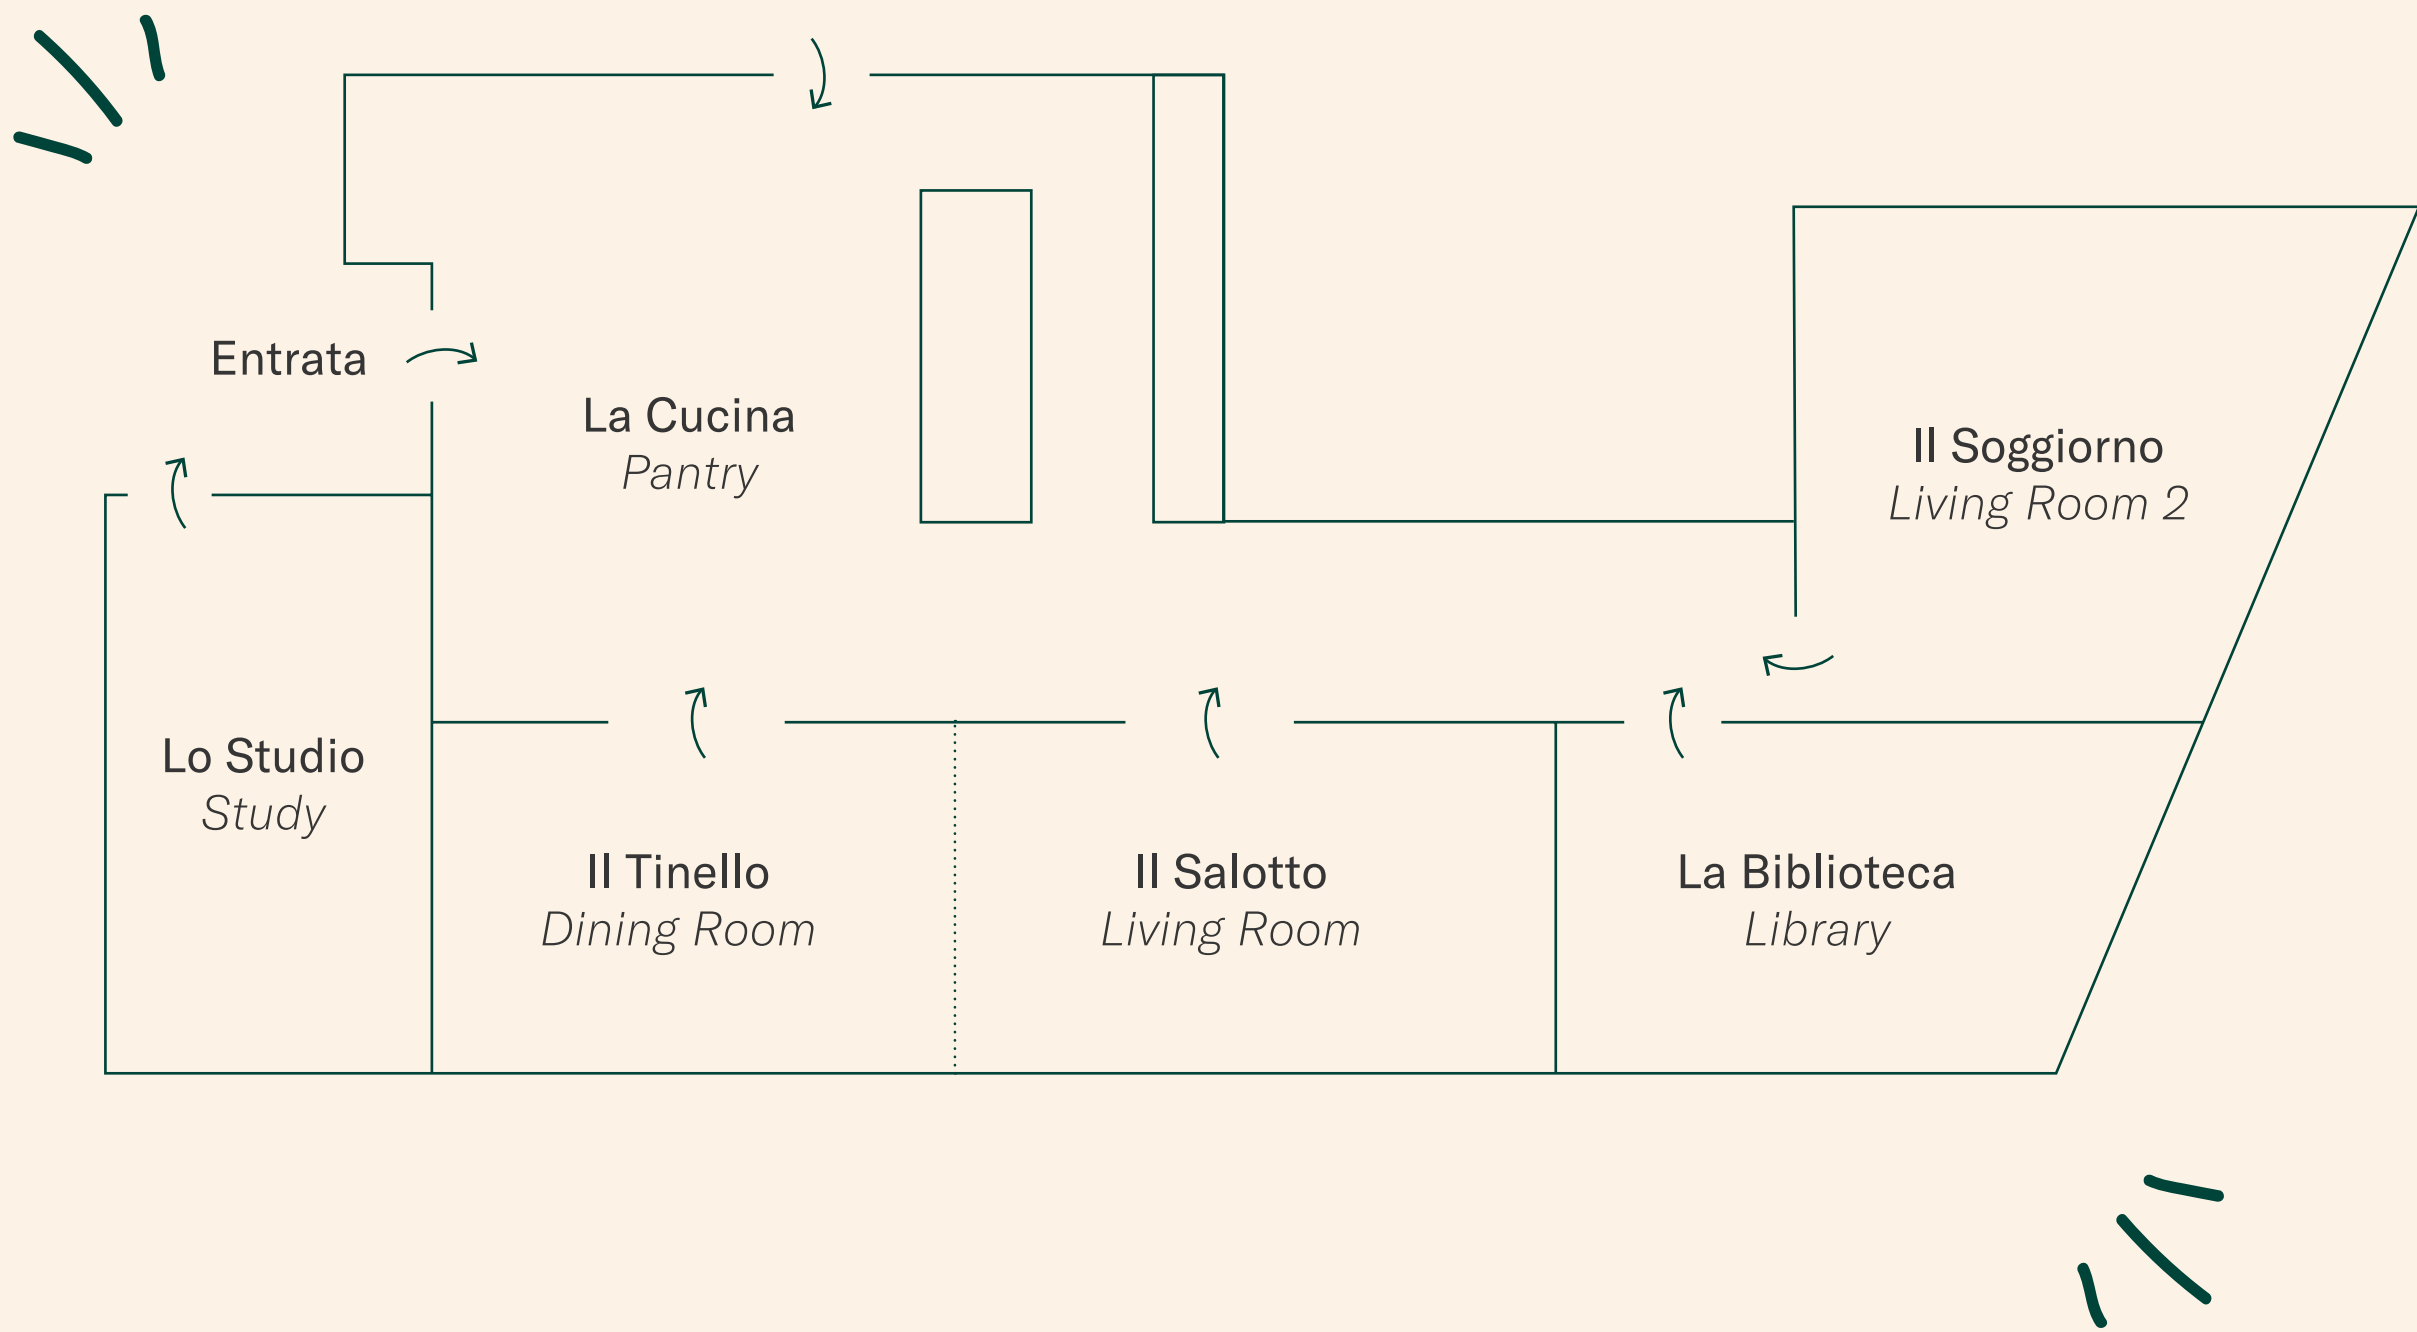 Entrata
La Cucina
Pantry
Il Soggiorno
Living Room 2
Lo Studio
Study
Il Tinello
Dining Room
Il Salotto
Living Room
La Biblioteca
Library